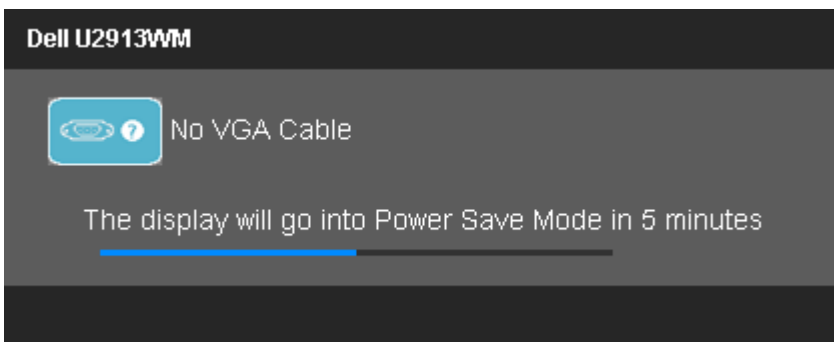 Dell U2913WM
No VGA Cable
The display will go into Power Save Mode in 5 minutes